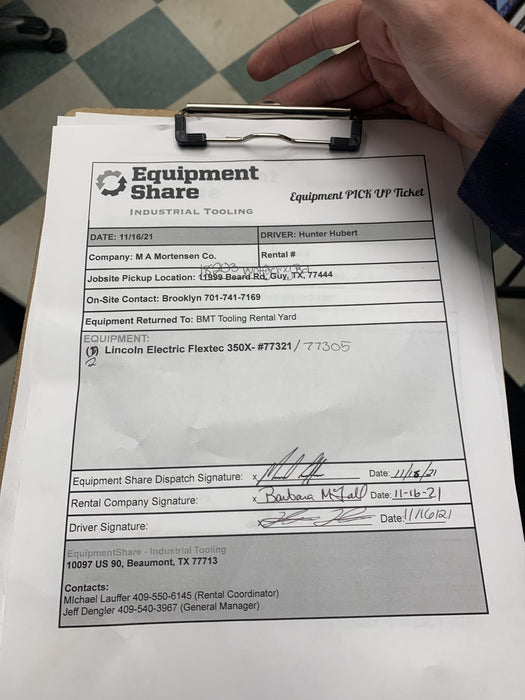 Equipment
Share
INDUSTRIAL TOOLING
Equipment PICK UP Ticket
DATE: 11/16/21 DRIVER: Hunter Hubert
Company: M A Mortensen Co. Rental #
18203
Jobsite Pickup Location: 11999 Beard Rd, Guy, TX, 77444
On-Site Contact: Brooklyn 701-741-7169
Equipment Returned To: BMT Tooling Rental Yard
EQUIPMENT:
(1) Lincoln Electric Flextec 350X- #77321 / 77305
2
Equipment Share Dispatch Signature: x Date: 11/16/21
Rental Company Signature: x Barbara McFall Date: 11-16-21
Driver Signature: x Date: 11/16/21
EquipmentShare - Industrial Tooling
10097 US 90, Beaumont, TX 77713
Contacts:
Michael Lauffer 409-550-6145 (Rental Coordinator)
Jeff Dengler 409-540-3967 (General Manager)